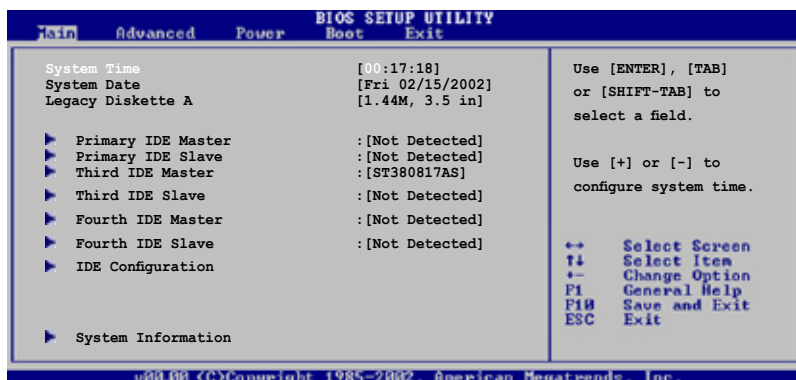 BIOS SETUP UTILITY
Main Advanced Power Boot Exit
System Time [00:17:18]
System Date [Fri 02/15/2002]
Legacy Diskette A [1.44M, 3.5 in]
Primary IDE Master :[Not Detected]
Primary IDE Slave :[Not Detected]
Third IDE Master :[ST380817AS]
Third IDE Slave :[Not Detected]
Fourth IDE Master :[Not Detected]
Fourth IDE Slave :[Not Detected]
IDE Configuration
System Information
Use [ENTER], [TAB]
or [SHIFT-TAB] to
select a field.
Use [+] or [-] to
configure system time.
↔ Select Screen
↑↓ Select Item
+- Change Option
F1 General Help
F10 Save and Exit
ESC Exit
v00.00 (C)Copyright 1985-2002, American Megatrends, Inc.